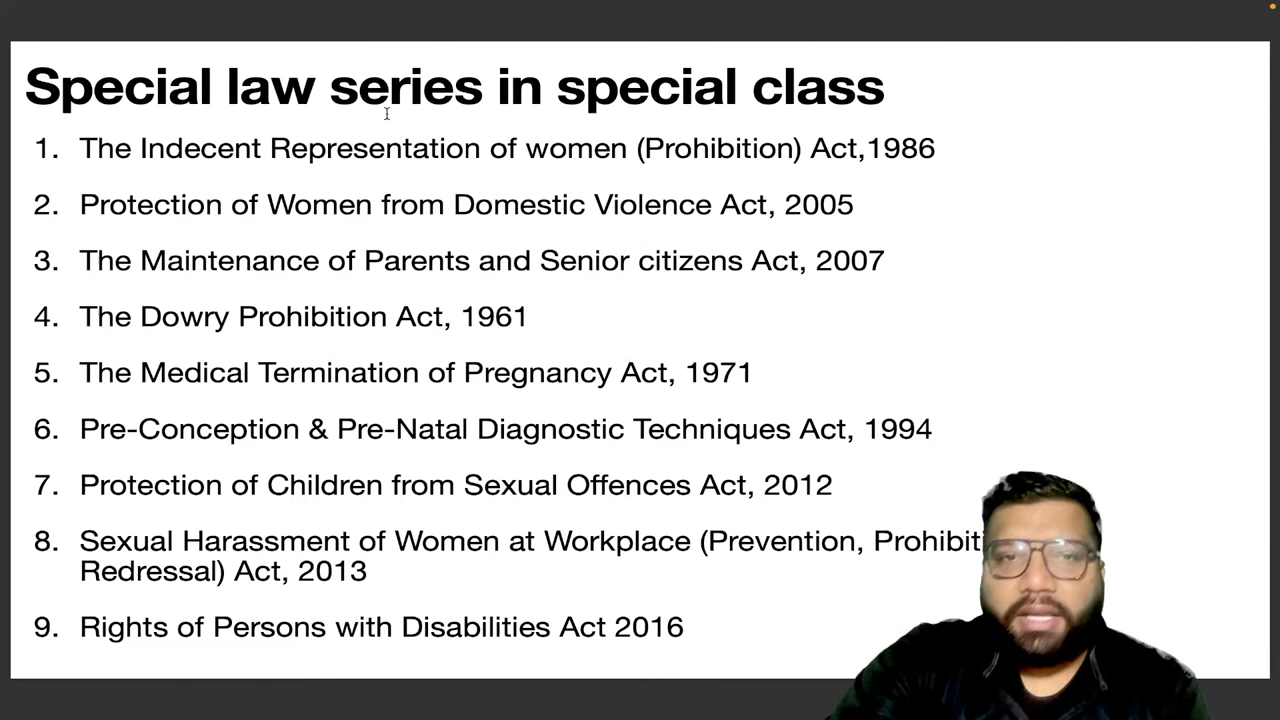 Special law series in special class
1. The Indecent Representation of women (Prohibition) Act,1986
2. Protection of Women from Domestic Violence Act, 2005
3. The Maintenance of Parents and Senior citizens Act, 2007
4. The Dowry Prohibition Act, 1961
5. The Medical Termination of Pregnancy Act, 1971
6. Pre-Conception & Pre-Natal Diagnostic Techniques Act, 1994
7. Protection of Children from Sexual Offences Act, 2012
8. Sexual Harassment of Women at Workplace (Prevention,
Redressal) Act, 2013
9. Rights of Persons with Disabilities Act 2016